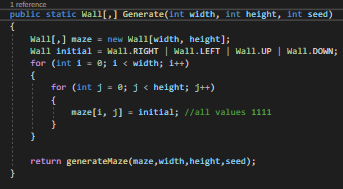 1 reference
public static Wall[,] Generate(int width, int height, int seed)
{
Wall[,] maze = new Wall[width, height];
Wall initial = Wall.RIGHT | Wall.LEFT | Wall.UP | Wall.DOWN;
for (int i = 0; i < width; i++)
{
for (int j = 0; j < height; j++)
{
maze[i, j] = initial; //all values 1111
}
}
return generateMaze(maze,width,height,seed);
}